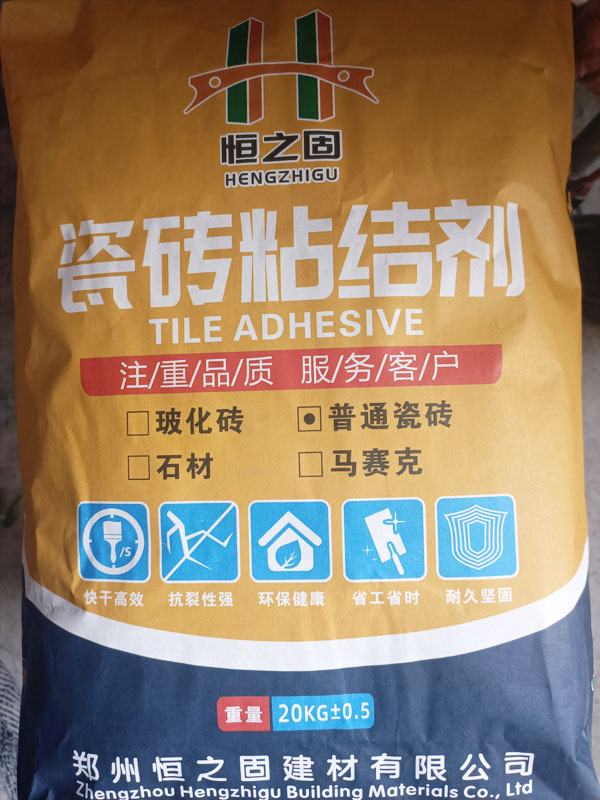 恒之固
HENGZHIGU
瓷砖粘结剂
TILE ADHESIVE
注/重/品/质 服/务/客/户
玻化砖 普通瓷砖
石材 马赛克
/S
快干高效 抗裂性强 环保健康 省工省时 耐久坚固
重量 20KG±0.5
郑州恒之固建材有限公司
Zhengzhou Hengzhigu Building Materials Co., Ltd